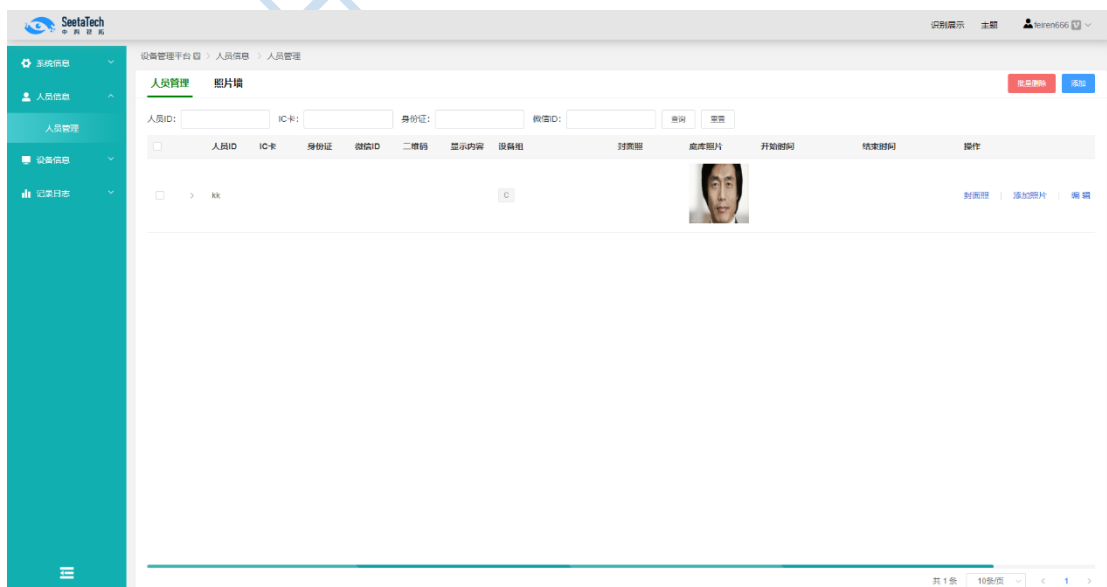 SeetaTech
中科视拓
识别展示 主题 feiren666
系统信息
人员信息
人员管理
设备信息
记录日志
设备管理平台 > 人员信息 > 人员管理
人员管理 照片墙
批量删除 添加
人员ID: IC卡: 身份证: 微信ID: 查询 重置
人员ID IC卡 身份证 微信ID 二维码 显示内容 设备组 封面照 底库照片 开始时间 结束时间 操作
> kk C 封面照 添加照片 编辑
共 1 条 10条/页 < 1 >